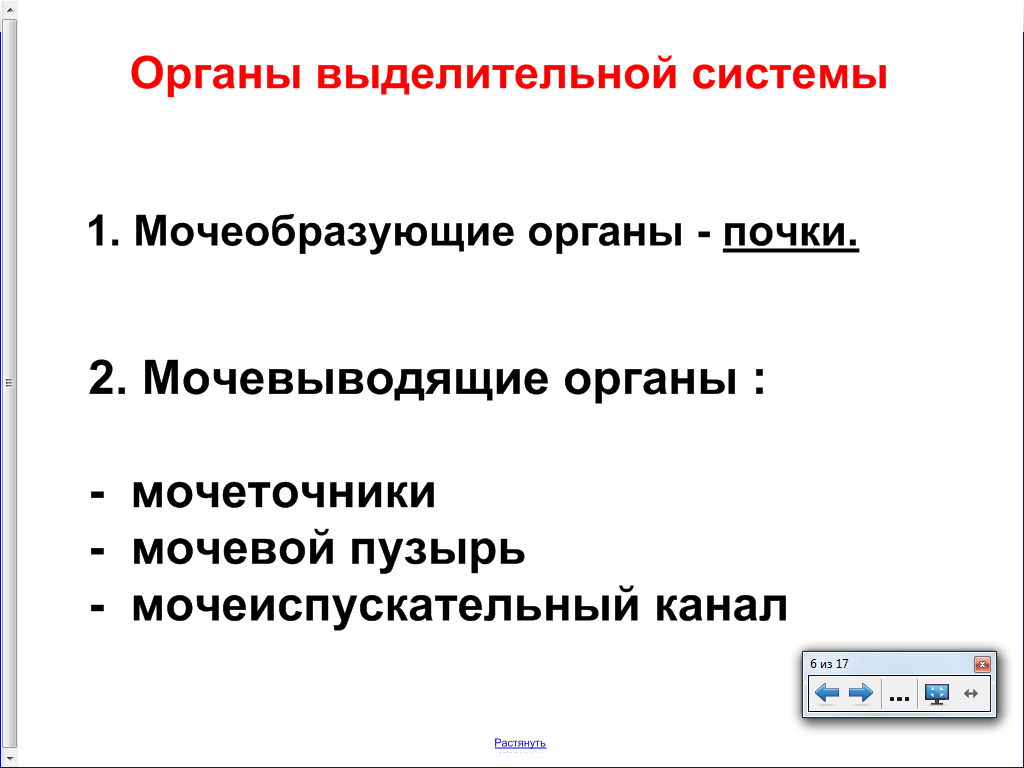 Органы выделительной системы
1. Мочеобразующие органы - почки.
2. Мочевыводящие органы :
- мочеточники
- мочевой пузырь
- мочеиспускательный канал
6 из 17
...
Растянуть